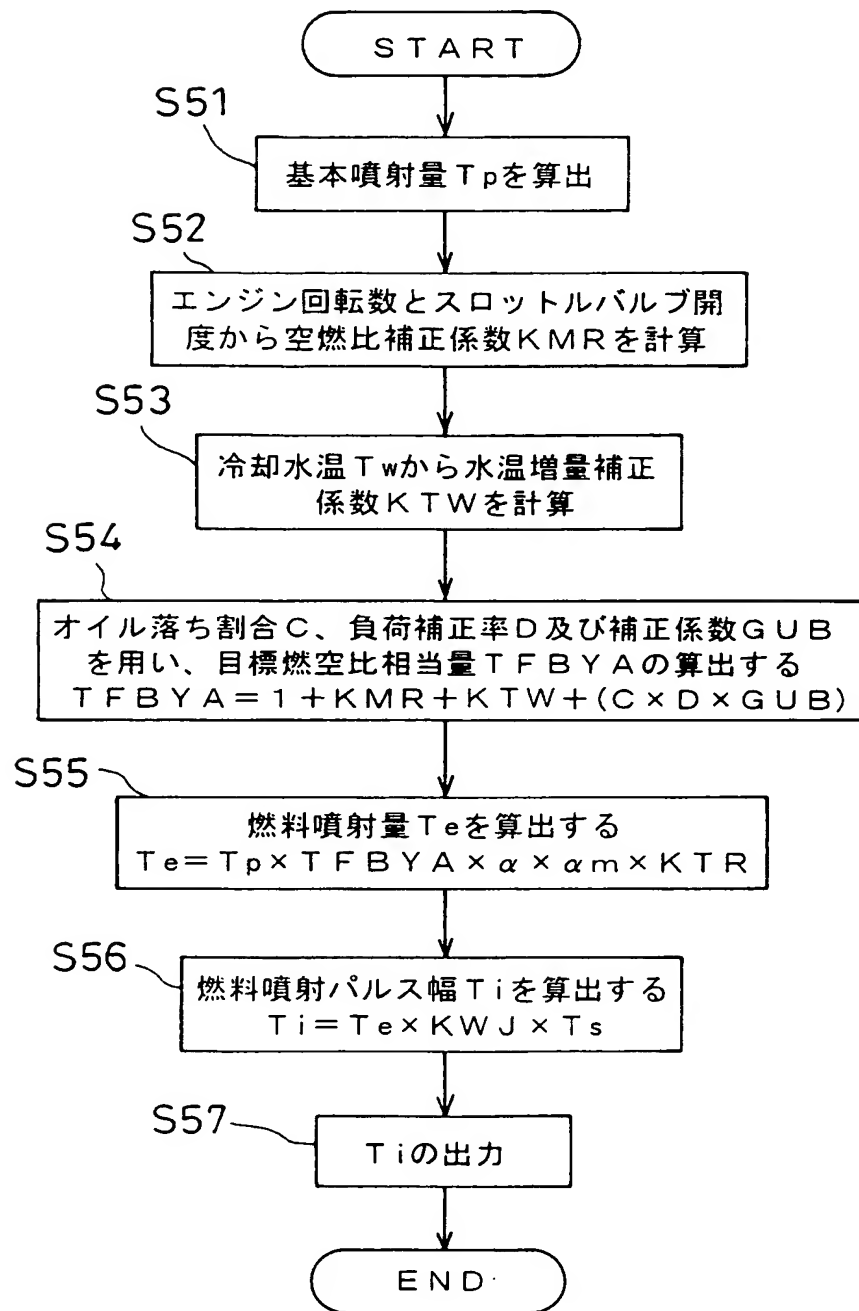 START
S51
基本噴射量Tpを算出
S52
エンジン回転数とスロットルバルブ開
度から空燃比補正係数KMRを計算
S53
冷却水温Twから水温増量補正
係数KTWを計算
S54
オイル落ち割合C、負荷補正率D及び補正係数GUB
を用い、目標燃空比相当量TFBYAの算出する
TFBYA=1+KMR+KTW+(C×D×GUB)
S55
燃料噴射量Teを算出する
Te=Tp×TFBYA×α×αm×KTR
S56
燃料噴射パルス幅Tiを算出する
Ti=Te×KWJ×Ts
S57
Tiの出力
END